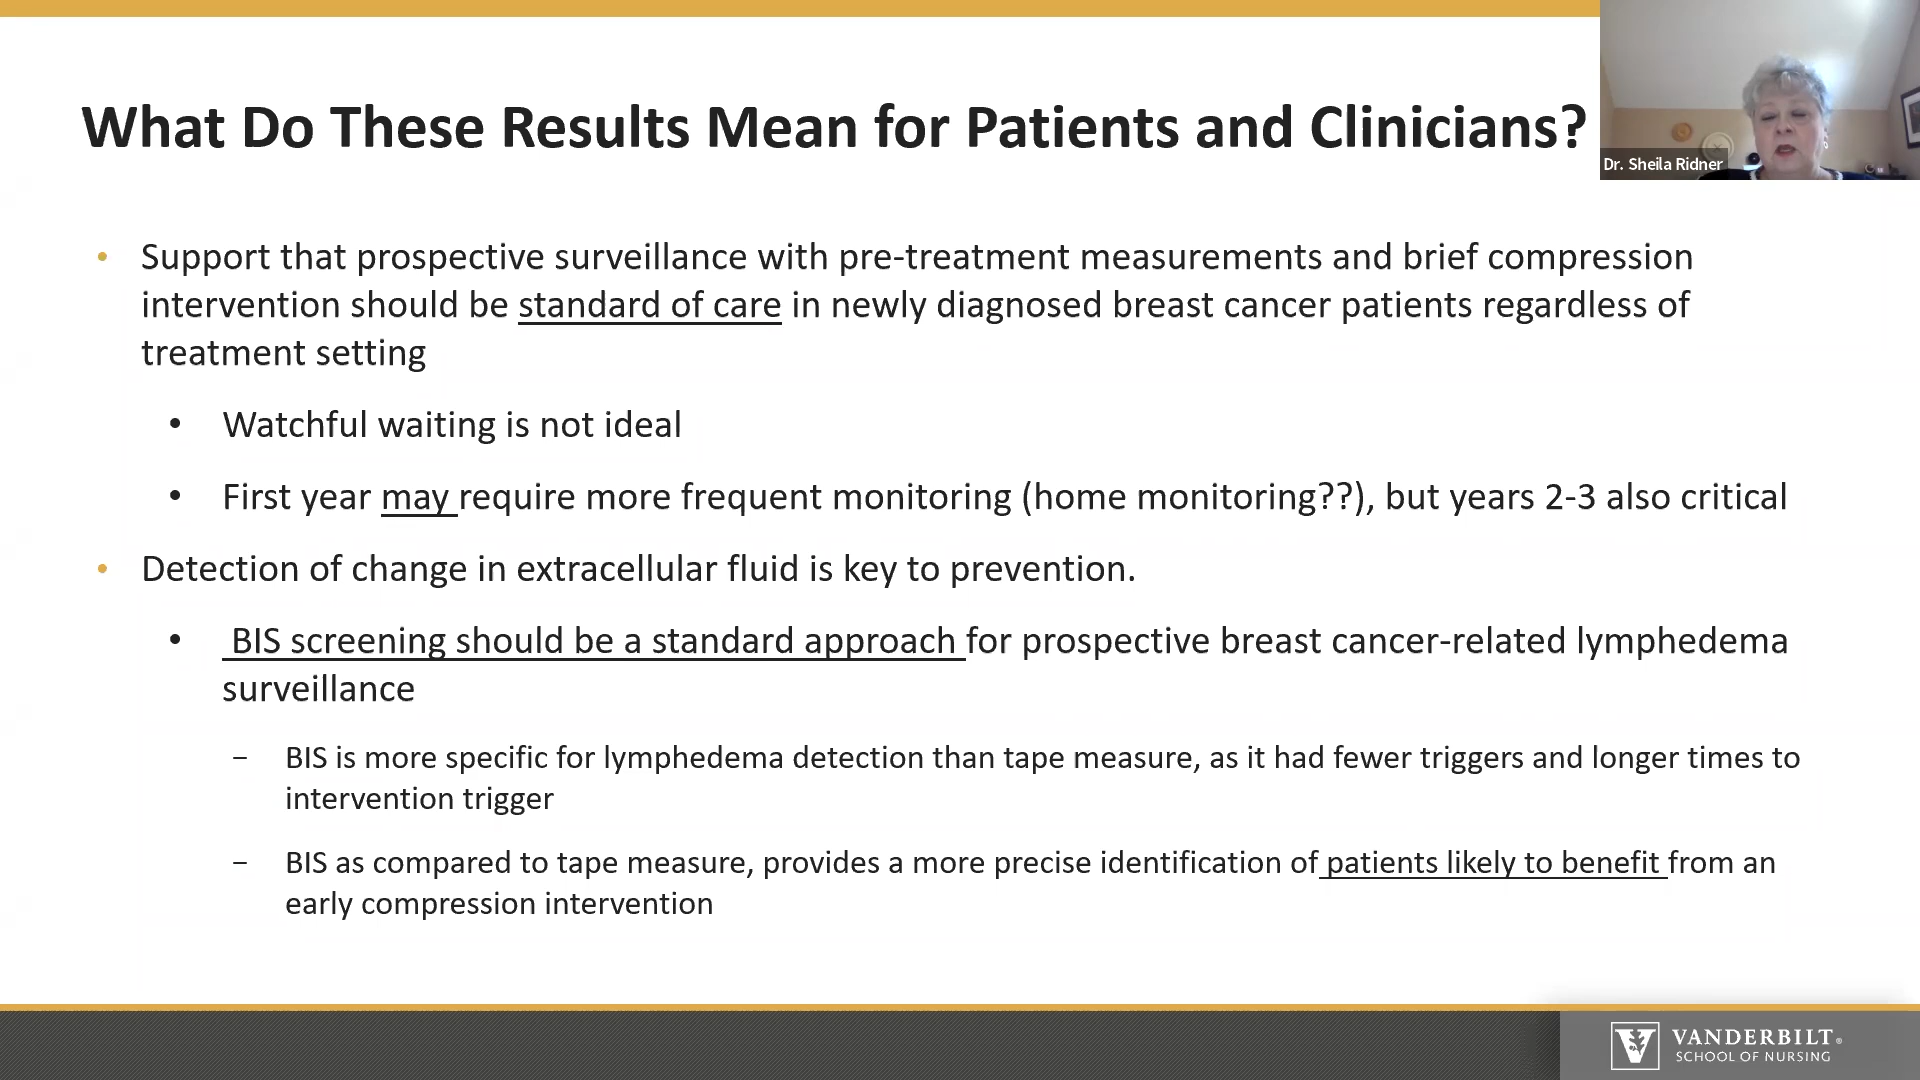 What Do These Results Mean for Patients and Clinicians?
Dr. Sheila Ridner
• Support that prospective surveillance with pre-treatment measurements and brief compression
intervention should be standard of care in newly diagnosed breast cancer patients regardless of
treatment setting
• Watchful waiting is not ideal
• First year may require more frequent monitoring (home monitoring??), but years 2-3 also critical
• Detection of change in extracellular fluid is key to prevention.
• BIS screening should be a standard approach for prospective breast cancer-related lymphedema
surveillance
– BIS is more specific for lymphedema detection than tape measure, as it had fewer triggers and longer times to
intervention trigger
– BIS as compared to tape measure, provides a more precise identification of patients likely to benefit from an
early compression intervention
VANDERBILT®
SCHOOL OF NURSING